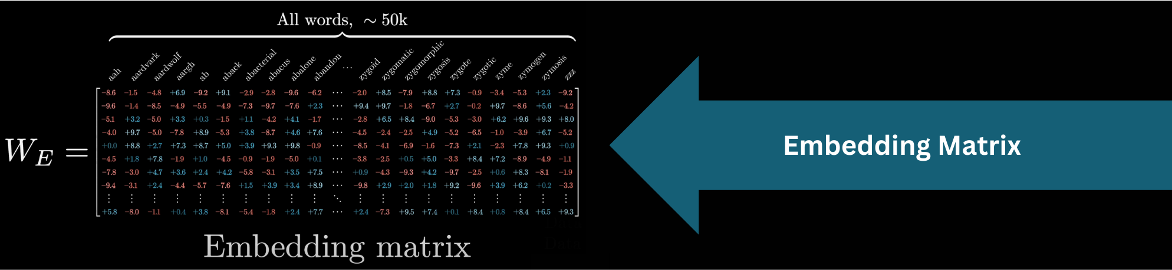 All words, ~ 50k
aah aardvark aardwolf aargh ab aback abacterial abacus abalone abandon ⋯ zygoid zygomatic zygomorphic zygosis zygote zygotic zyme zymogen zymosis zzz
−8.6 −1.5 −4.8 +6.9 −9.2 +9.1 −2.9 −2.8 −9.6 −6.2 ⋯ −2.0 +8.5 −7.9 +8.8 +7.3 −0.9 −3.4 −5.3 +2.3 −9.2
−9.6 −1.4 −8.5 −4.9 −5.5 −4.9 −7.3 −9.7 −7.6 +2.3 ⋯ +9.4 +9.7 −1.8 −6.7 +2.7 −0.2 +9.7 −8.6 +5.6 −4.2
−5.1 +3.2 −5.0 +3.3 +0.3 −1.5 +1.1 −4.2 +4.1 −1.7 ⋯ −2.8 +6.5 +8.4 −9.0 −5.3 −3.0 +6.2 +9.6 +9.3 +8.0
−4.0 +9.7 −5.0 −7.8 +8.9 −5.3 +3.8 −8.7 +4.6 +7.6 ⋯ −4.5 −2.4 −2.5 +4.9 −5.2 −6.5 −1.0 −3.9 −6.7 −5.2
W_E =
+0.0 +8.8 −2.7 +7.3 +8.7 +5.0 −3.9 +9.3 +9.8 −0.9 ⋯ −8.5 −4.1 −6.9 −1.6 −7.3 +2.1 −2.3 +7.8 +9.3 −0.9
−4.5 +1.8 +7.8 −1.9 +1.0 −4.5 −0.9 −1.9 −5.0 +0.1 ⋯ −3.8 −2.5 +0.5 +5.0 −3.3 +8.4 +7.2 −8.9 −4.9 −1.1
−7.8 −3.0 +4.7 +3.6 +2.4 +4.2 −5.8 −3.1 +3.5 +7.5 ⋯ +0.9 −4.3 −9.3 +4.2 −9.7 −2.5 +0.6 +8.3 −8.1 −1.9
−9.4 −3.1 +2.4 −4.4 −5.7 −7.6 +1.5 +3.9 +3.4 +8.9 ⋯ −9.8 +2.9 +2.0 +1.8 +9.2 −9.6 +3.9 +6.2 −0.2 −3.3
+5.8 −8.0 −1.1 +0.4 +3.8 −8.1 −5.4 −1.8 +2.4 +7.7 ⋯ +2.4 −7.3 +9.5 +7.4 +0.1 +8.4 +0.8 +8.4 +6.5 +9.3
Embedding matrix
Embedding Matrix